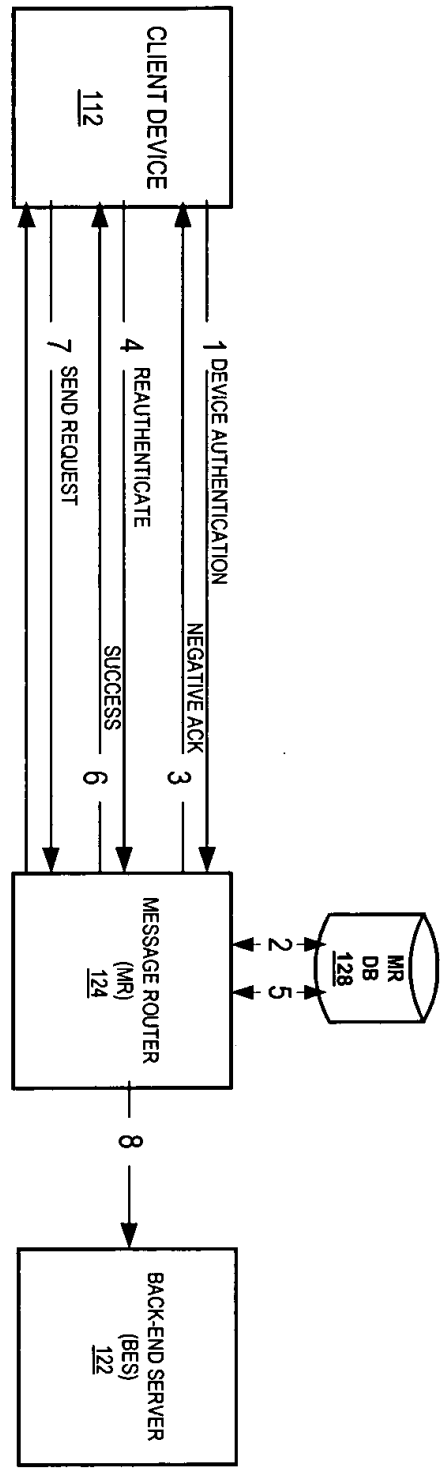 CLIENT DEVICE
112
1 DEVICE AUTHENTICATION
NEGATIVE ACK
3
4 REAUTHENTICATE
SUCCESS
6
7 SEND REQUEST
MR
DB
128
2
5
MESSAGE ROUTER
(MR)
124
8
BACK-END SERVER
(BES)
122